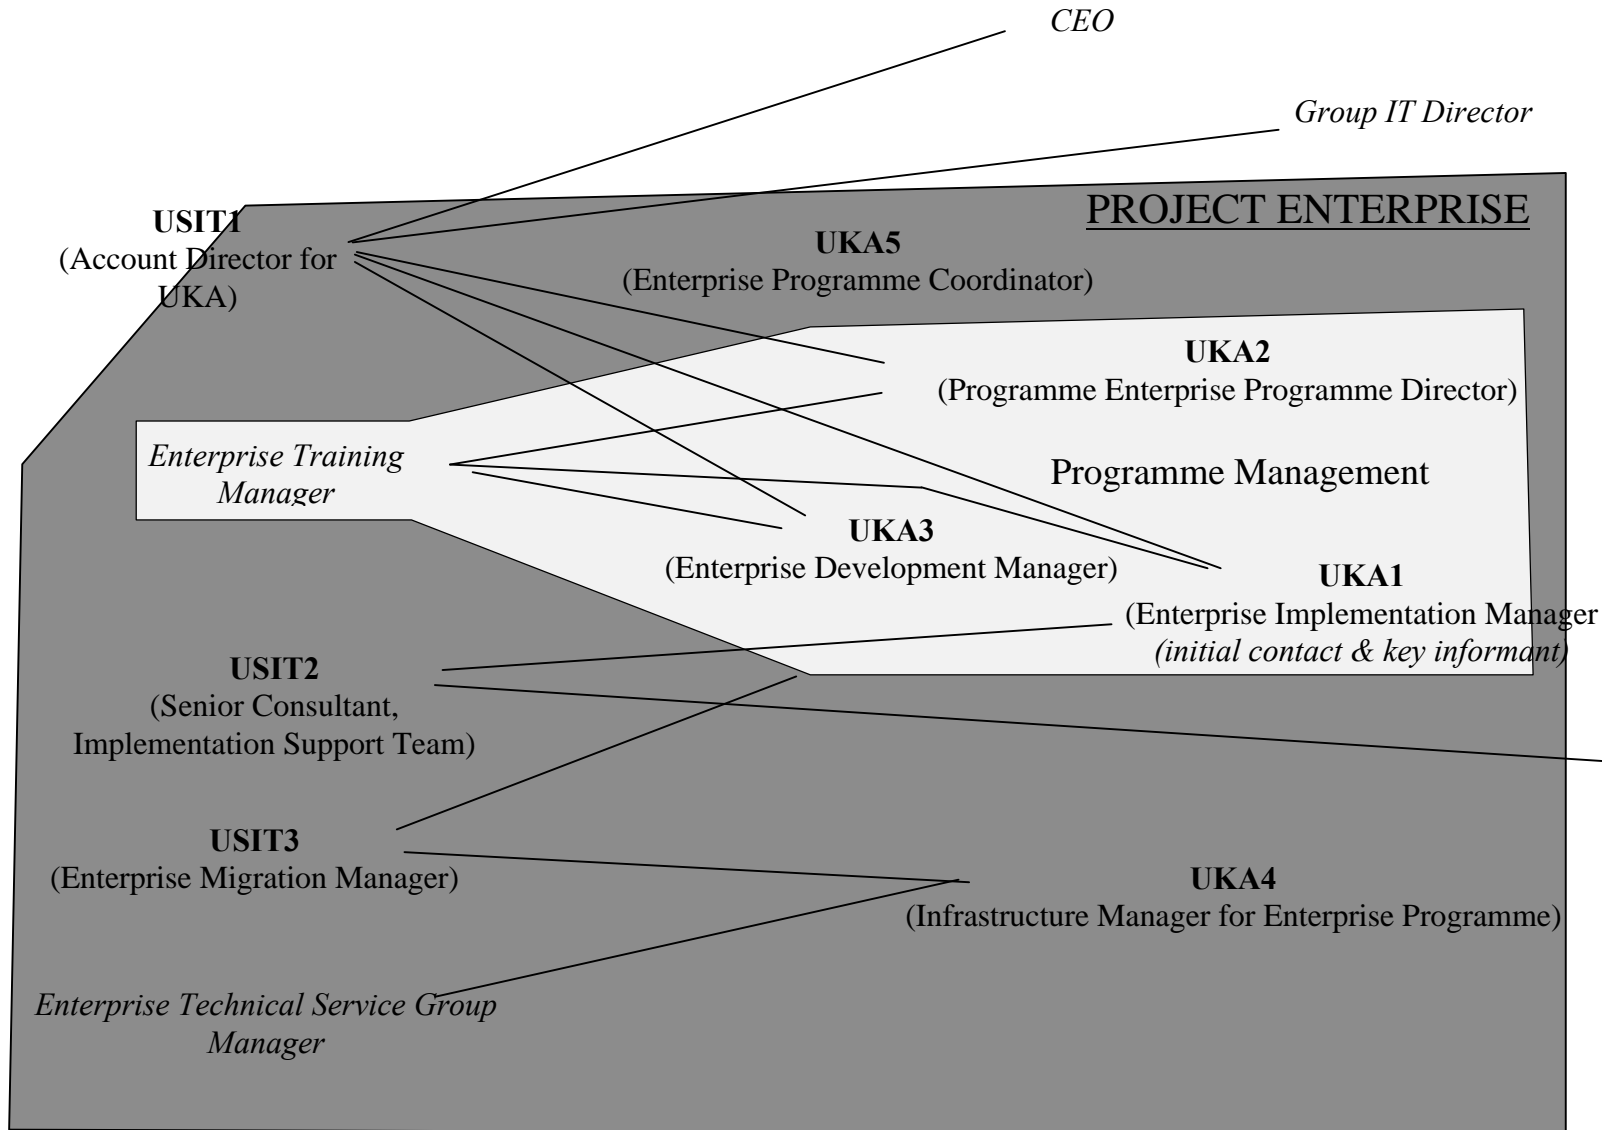 CEO
Group IT Director
PROJECT ENTERPRISE
USIT1
(Account Director for
UKA)
UKA5
(Enterprise Programme Coordinator)
UKA2
(Programme Enterprise Programme Director)
Enterprise Training
Manager
Programme Management
UKA3
(Enterprise Development Manager)
UKA1
(Enterprise Implementation Manager
(initial contact & key informant)
USIT2
(Senior Consultant,
Implementation Support Team)
USIT3
(Enterprise Migration Manager)
UKA4
(Infrastructure Manager for Enterprise Programme)
Enterprise Technical Service Group
Manager